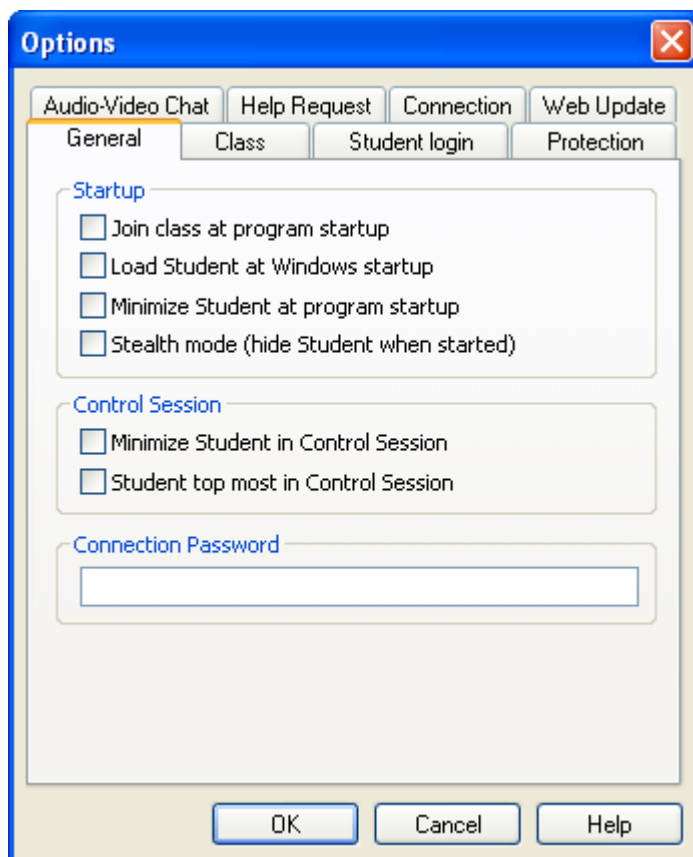 Options
Audio-Video Chat Help Request Connection Web Update
General Class Student login Protection
Startup
Join class at program startup
Load Student at Windows startup
Minimize Student at program startup
Stealth mode (hide Student when started)
Control Session
Minimize Student in Control Session
Student top most in Control Session
Connection Password
OK Cancel Help